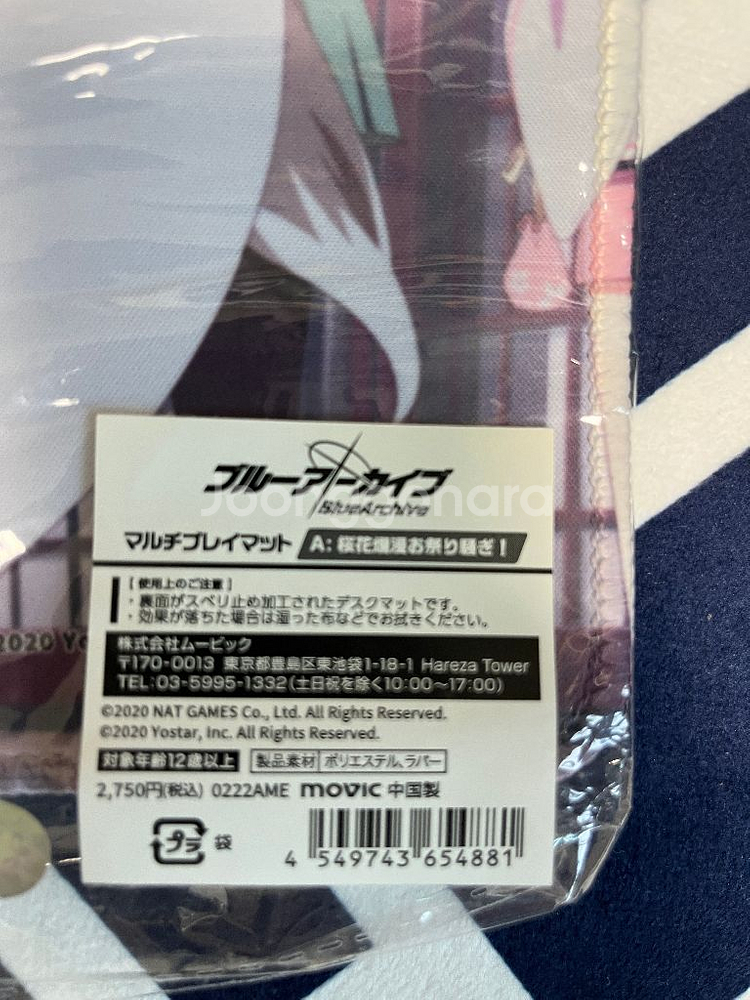 ブルーアーカイブ
BlueArchive
Joonggonara
マルチプレイマット A:桜花爛漫お祭り騒ぎ!
[使用上のご注意]
・裏面がスベリ止め加工されたデスクマットです。
・効果が落ちた場合は湿った布などでお拭きください。
株式会社ムービック
〒170-0013 東京都豊島区東池袋1-18-1 Hareza Tower
TEL:03-5995-1332(土日祝を除く10:00〜17:00)
2020 Yo
©2020 NAT GAMES Co., Ltd. All Rights Reserved.
©2020 Yostar, Inc. All Rights Reserved.
対象年齢12歳以上 製品素材 ポリエステル、ラバー
2,750円(税込) 0222AME movic 中国製
プラ 袋
4 549743 654881